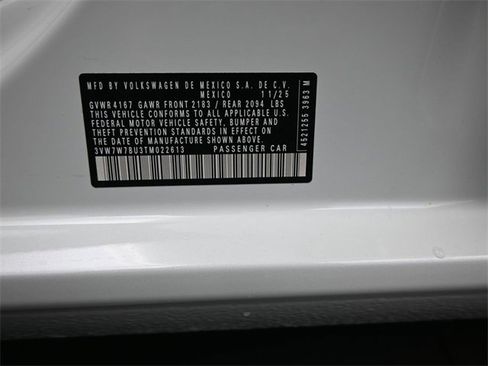 MFD BY VOLKSWAGEN DE MEXICO S.A. DE C.V.
MEXICO 11/25
GVWR 4167 GAWR FRONT 2183 / REAR 2094 LBS
THIS VEHICLE CONFORMS TO ALL APPLICABLE U.S.
FEDERAL MOTOR VEHICLE SAFETY, BUMPER AND
THEFT PREVENTION STANDARDS IN EFFECT ON
THE DATE OF MANUFACTURE SHOWN ABOVE.
3VW7W7BU3TM022613 PASSENGER CAR
4521255 3963 M